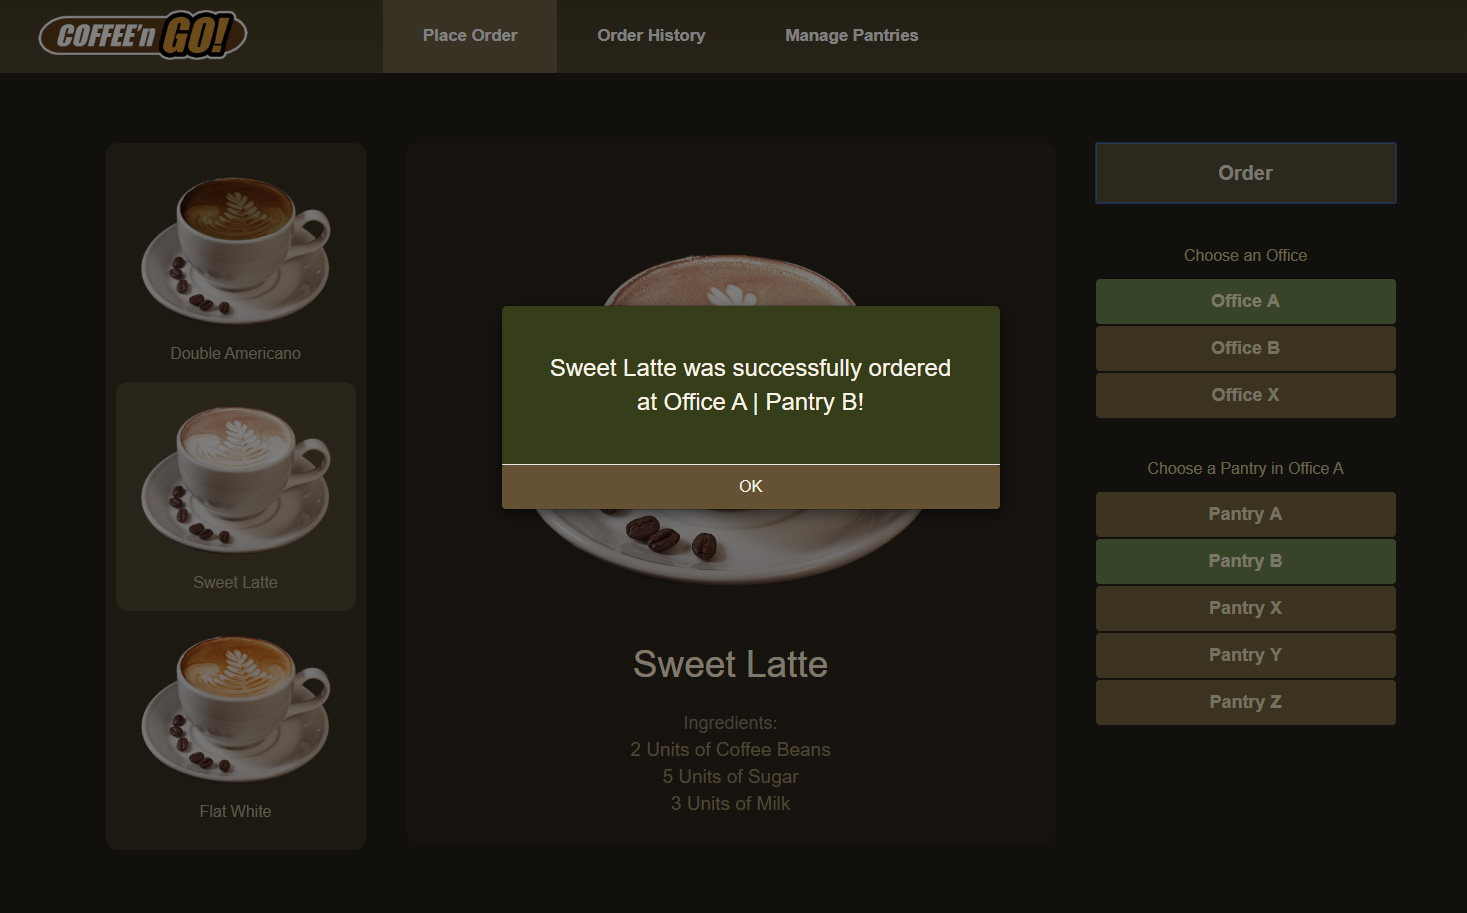 COFFEE'n GO!
Place Order
Order History
Manage Pantries
Double Americano
Sweet Latte
Flat White
Sweet Latte was successfully ordered
at Office A | Pantry B!
OK
Sweet Latte
Ingredients:
2 Units of Coffee Beans
5 Units of Sugar
3 Units of Milk
Order
Choose an Office
Office A
Office B
Office X
Choose a Pantry in Office A
Pantry A
Pantry B
Pantry X
Pantry Y
Pantry Z